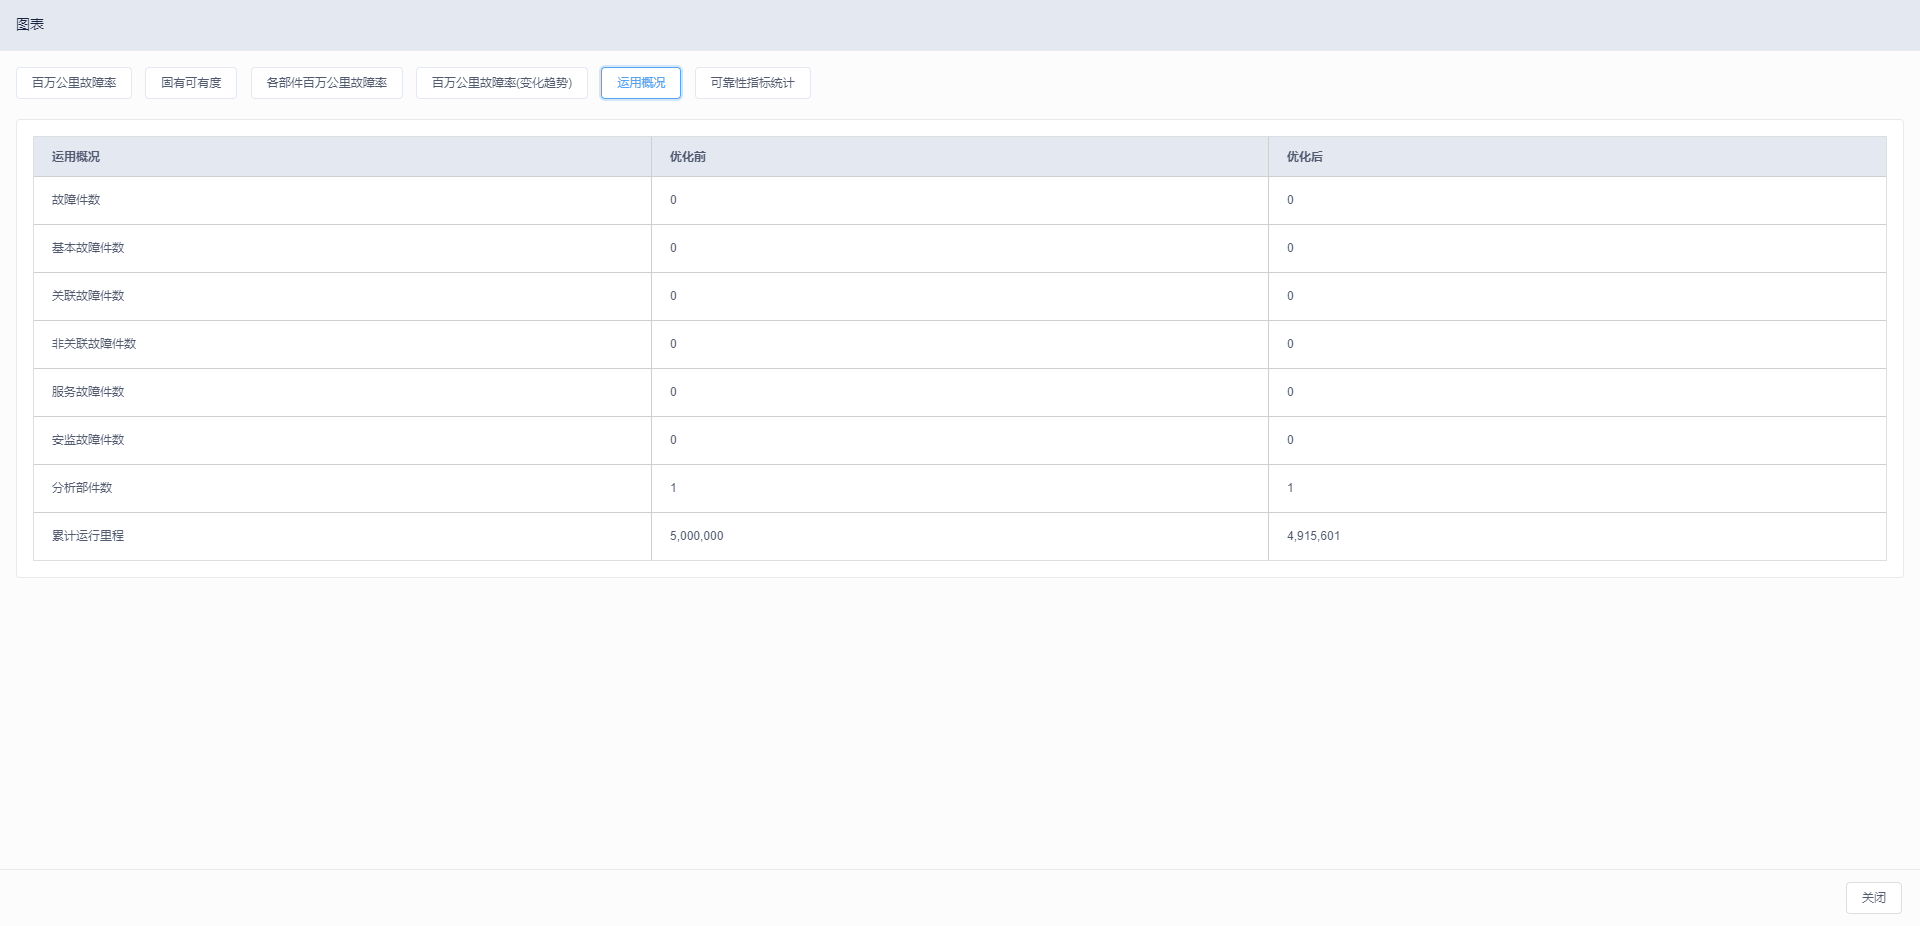 图表
百万公里故障率 固有可有度 各部件百万公里故障率 百万公里故障率(变化趋势) 运用概况 可靠性指标统计
运用概况 优化前 优化后
故障件数 0 0
基本故障件数 0 0
关联故障件数 0 0
非关联故障件数 0 0
服务故障件数 0 0
安监故障件数 0 0
分析部件数 1 1
累计运行里程 5,000,000 4,915,601
关闭